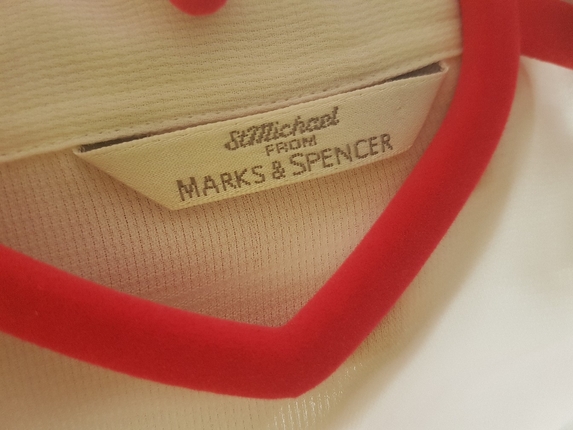 StMichael
FROM
MARKS & SPENCER